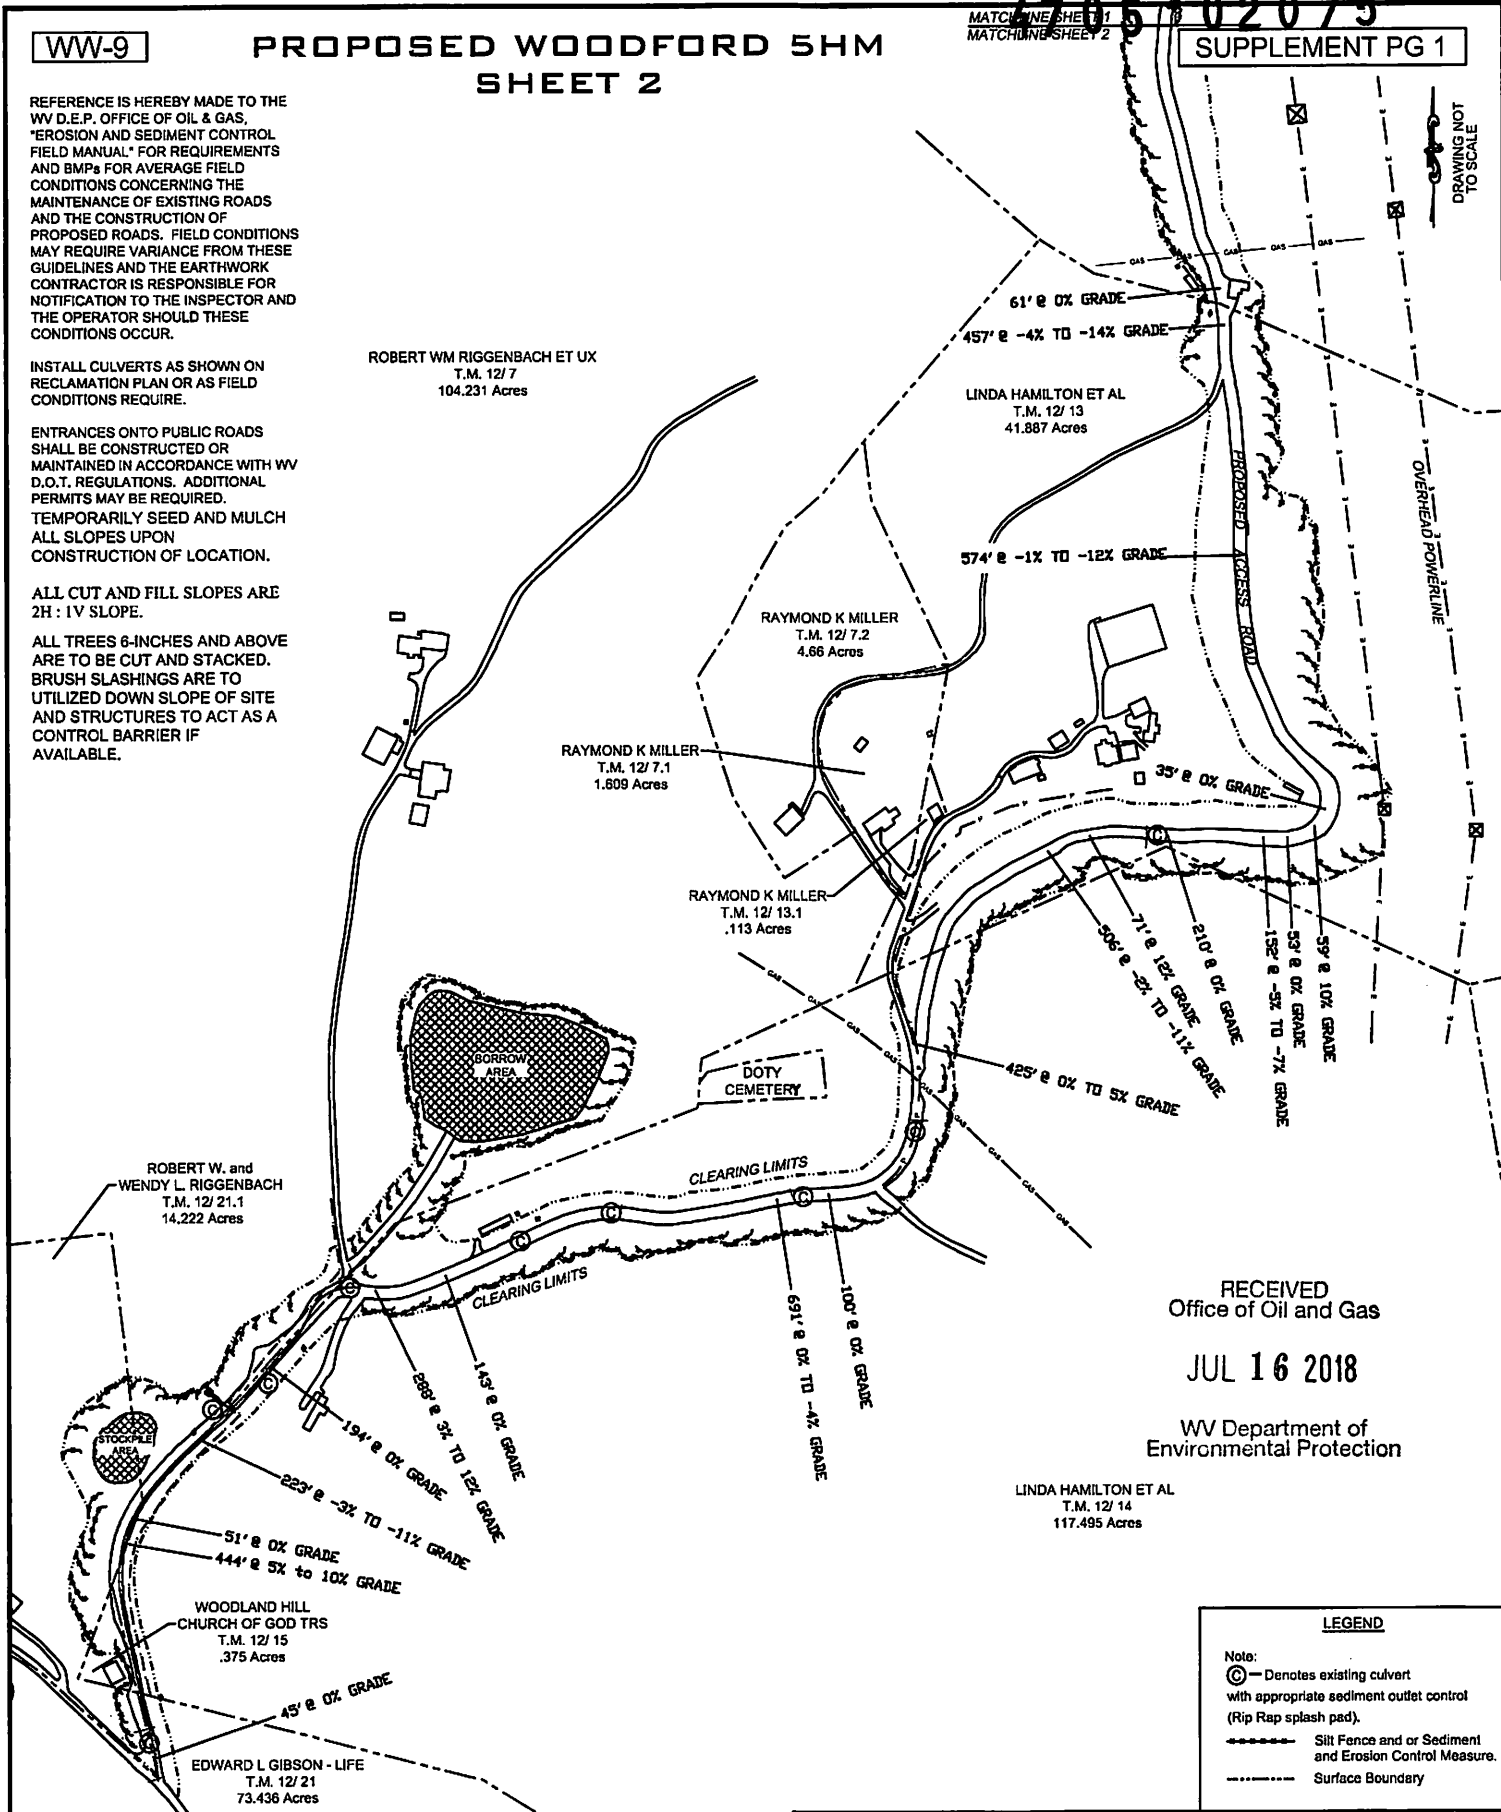 WW-9
PROPOSED WOODFORD 5HM
SHEET 2
MATCHLINE SHEET 1
MATCHLINE SHEET 2
SUPPLEMENT PG 1
DRAWING NOT
TO SCALE
REFERENCE IS HEREBY MADE TO THE
WV D.E.P. OFFICE OF OIL & GAS,
"EROSION AND SEDIMENT CONTROL
FIELD MANUAL" FOR REQUIREMENTS
AND BMPs FOR AVERAGE FIELD
CONDITIONS CONCERNING THE
MAINTENANCE OF EXISTING ROADS
AND THE CONSTRUCTION OF
PROPOSED ROADS. FIELD CONDITIONS
MAY REQUIRE VARIANCE FROM THESE
GUIDELINES AND THE EARTHWORK
CONTRACTOR IS RESPONSIBLE FOR
NOTIFICATION TO THE INSPECTOR AND
THE OPERATOR SHOULD THESE
CONDITIONS OCCUR.
INSTALL CULVERTS AS SHOWN ON
RECLAMATION PLAN OR AS FIELD
CONDITIONS REQUIRE.
ENTRANCES ONTO PUBLIC ROADS
SHALL BE CONSTRUCTED OR
MAINTAINED IN ACCORDANCE WITH WV
D.O.T. REGULATIONS. ADDITIONAL
PERMITS MAY BE REQUIRED.
TEMPORARILY SEED AND MULCH
ALL SLOPES UPON
CONSTRUCTION OF LOCATION.
ALL CUT AND FILL SLOPES ARE
2H : 1V SLOPE.
ALL TREES 6-INCHES AND ABOVE
ARE TO BE CUT AND STACKED.
BRUSH SLASHINGS ARE TO
UTILIZED DOWN SLOPE OF SITE
AND STRUCTURES TO ACT AS A
CONTROL BARRIER IF
AVAILABLE.
ROBERT WM RIGGENBACH ET UX
T.M. 12/ 7
104.231 Acres
GAS GAS GAS GAS GAS
61' @ 0% GRADE
457' @ -4% TO -14% GRADE
LINDA HAMILTON ET AL
T.M. 12/ 13
41.887 Acres
PROPOSED ACCESS ROAD
OVERHEAD POWERLINE
574' @ -1% TO -12% GRADE
RAYMOND K MILLER
T.M. 12/ 7.2
4.66 Acres
RAYMOND K MILLER
T.M. 12/ 7.1
1.609 Acres
35' @ 0% GRADE
RAYMOND K MILLER
T.M. 12/ 13.1
.113 Acres
C
506' @ -2% TO -11% GRADE
71' @ 12% GRADE
210' @ 0% GRADE
152' @ -5% TO -7% GRADE
53' @ 0% GRADE
59' @ 10% GRADE
GAS GAS GAS GAS GAS GAS GAS GAS
425' @ 0% TO 5% GRADE
BORROW
AREA
DOTY
CEMETERY
C
CLEARING LIMITS
ROBERT W. and
WENDY L. RIGGENBACH
T.M. 12/ 21.1
14.222 Acres
C
C
C
C
CLEARING LIMITS
C
C
691' @ 0% TO -4% GRADE
100' @ 0% GRADE
143' @ 0% GRADE
288' @ 3% TO 12% GRADE
194' @ 0% GRADE
223' @ -3% TO -11% GRADE
STOCKPILE
AREA
51' @ 0% GRADE
444' @ 5% to 10% GRADE
WOODLAND HILL
CHURCH OF GOD TRS
T.M. 12/ 15
.375 Acres
45' @ 0% GRADE
C
EDWARD L GIBSON - LIFE
T.M. 12/ 21
73.436 Acres
RECEIVED
Office of Oil and Gas
JUL 16 2018
WV Department of
Environmental Protection
LINDA HAMILTON ET AL
T.M. 12/ 14
117.495 Acres
LEGEND
Note:
C – Denotes existing culvert
with appropriate sediment outlet control
(Rip Rap splash pad).
Silt Fence and or Sediment
and Erosion Control Measure.
Surface Boundary